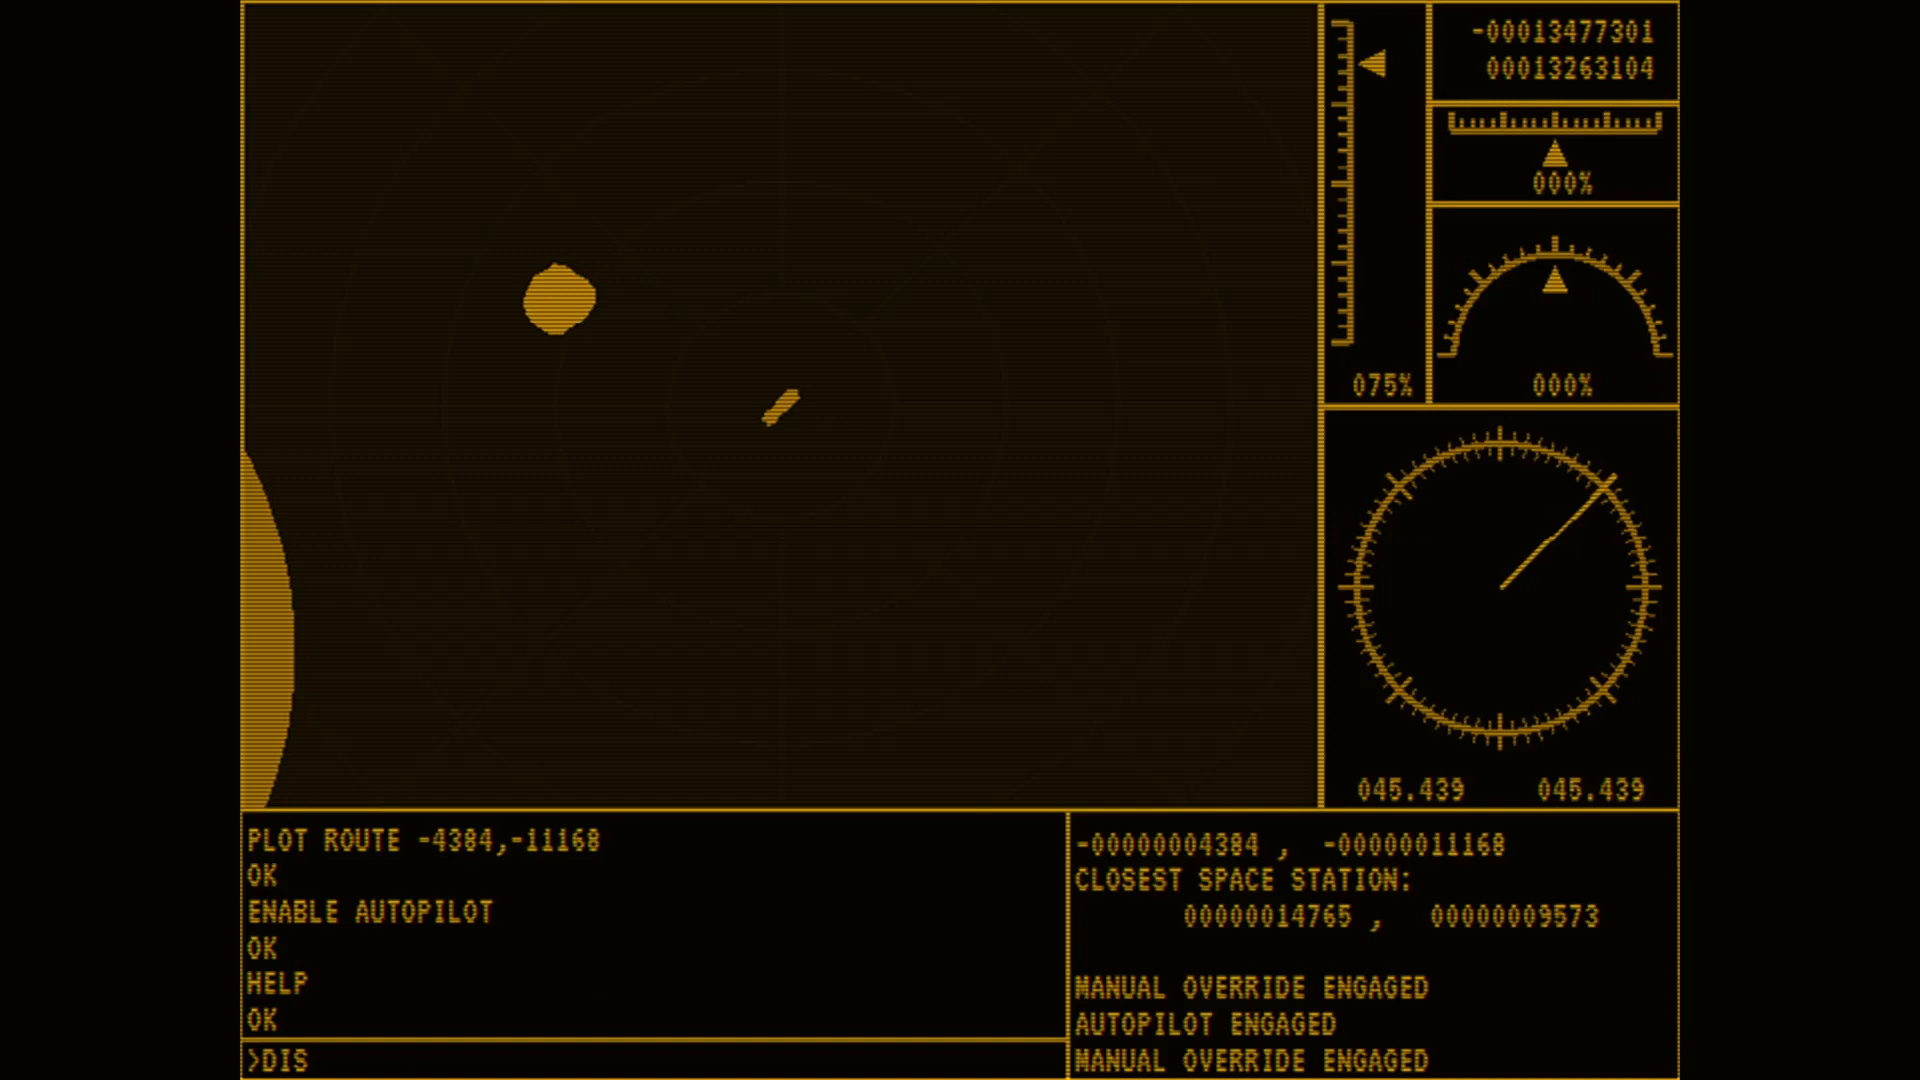 -00013477301
00013263104
000%
075%
000%
045.439 045.439
PLOT ROUTE -4384,-11168
OK
ENABLE AUTOPILOT
OK
HELP
OK
>DIS
-00000004384 , -00000011168
CLOSEST SPACE STATION:
00000014765 , 00000009573
MANUAL OVERRIDE ENGAGED
AUTOPILOT ENGAGED
MANUAL OVERRIDE ENGAGED